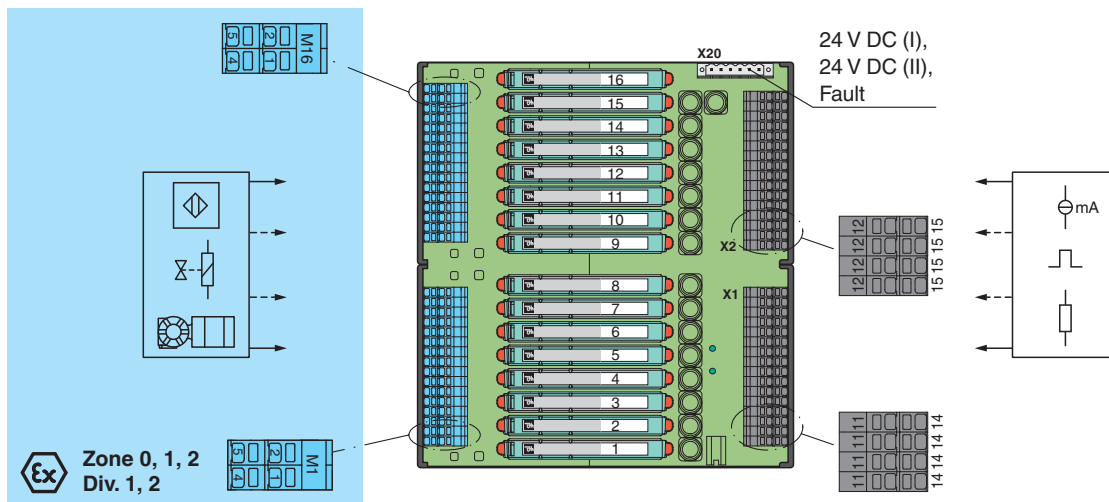 M16
5 2
4 1
X20
24 V DC (I),
24 V DC (II),
Fault
16
15
14
13
12
11
10
9
X2
8
7
6
5
4
3
2
1
X1
mA
12 15
12 15
12 15
12 15
11 14
11 14
11 14
11 14
M1
5 2
4 1
Ex
Zone 0, 1, 2
Div. 1, 2